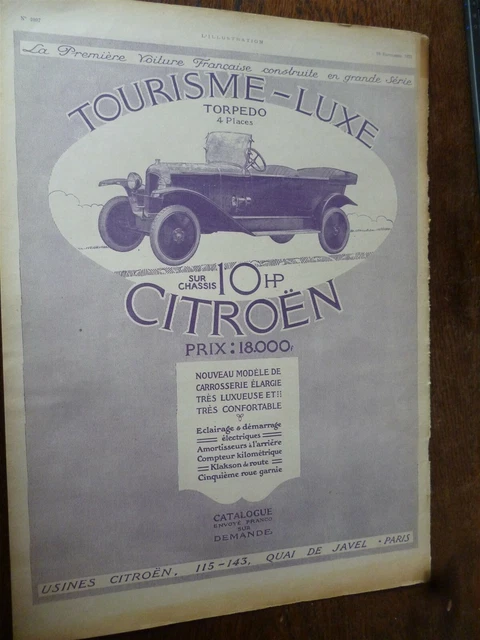 L'ILLUSTRATION
La Première Voiture Française construite en grande Série
TOURISME-LUXE
TORPEDO
4 Places
SUR CHASSIS 10 HP
CITROËN
PRIX: 18.000 F
NOUVEAU MODÈLE DE
CARROSSERIE ÉLARGIE
TRÈS LUXUEUSE ET
TRÈS CONFORTABLE
Eclairage & démarrage
électriques
Amortisseurs à l'arrière
Compteur kilométrique
Klakson de route
Cinquième roue garnie
CATALOGUE
ENVOYÉ FRANCO
SUR
DEMANDE
USINES CITROËN, 115-143, QUAI DE JAVEL - PARIS